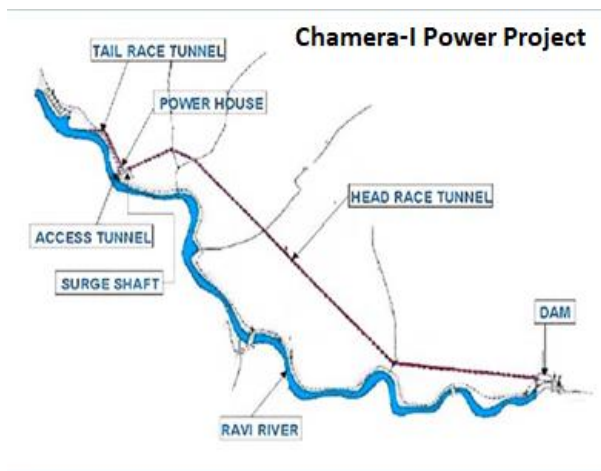 Chamera-I Power Project
TAIL RACE TUNNEL
POWER HOUSE
HEAD RACE TUNNEL
ACCESS TUNNEL
SURGE SHAFT
DAM
RAVI RIVER